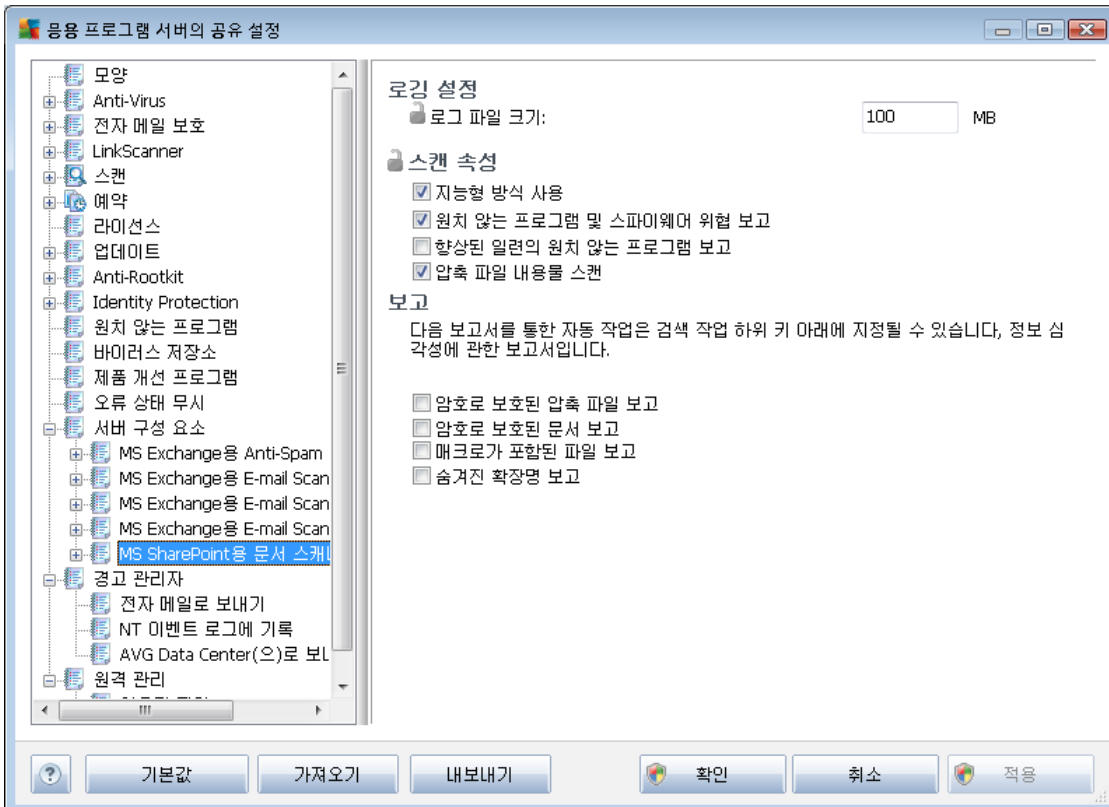 응용 프로그램 서버의 공유 설정
모양
Anti-Virus
전자 메일 보호
LinkScanner
스캔
예약
라이선스
업데이트
Anti-Rootkit
Identity Protection
원치 않는 프로그램
바이러스 저장소
제품 개선 프로그램
오류 상태 무시
서버 구성 요소
MS Exchange용 Anti-Spam
MS Exchange용 E-mail Scan
MS Exchange용 E-mail Scan
MS Exchange용 E-mail Scan
MS SharePoint용 문서
경고 관리자
전자 메일로 보내기
NT 이벤트 로그에 기록
AVG Data Center(으)로
원격 관리
로깅 설정
로그 파일 크기: 100 MB
스캔 속성
지능형 방식 사용
원치 않는 프로그램 및 스파이웨어 위협 보고
향상된 일련의 원치 않는 프로그램 보고
압축 파일 내용물 스캔
보고
다음 보고서를 통한 자동 작업은 검색 작업 하위 키 아래에 지정될 수 있습니다, 정보 심
각성에 관한 보고서입니다.
암호로 보호된 압축 파일 보고
암호로 보호된 문서 보고
매크로가 포함된 파일 보고
숨겨진 확장명 보고
? 기본값 가져오기 내보내기 확인 취소 적용